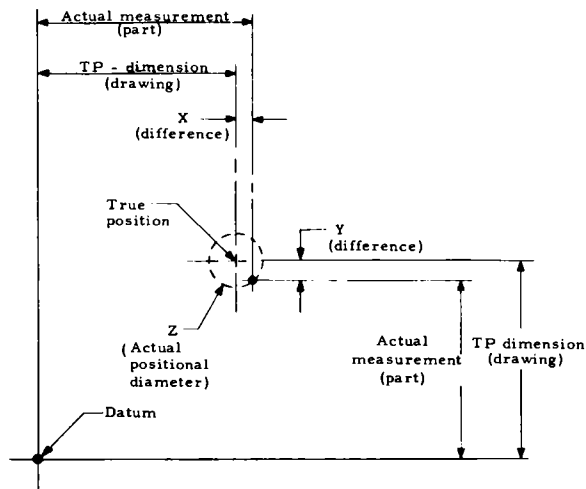 Actual measurement
(part)
TP - dimension
(drawing)
X
(difference)
True
position
Y
(difference)
Z
(Actual
positional
diameter)
Actual
measurement
(part)
TP dimension
(drawing)
Datum